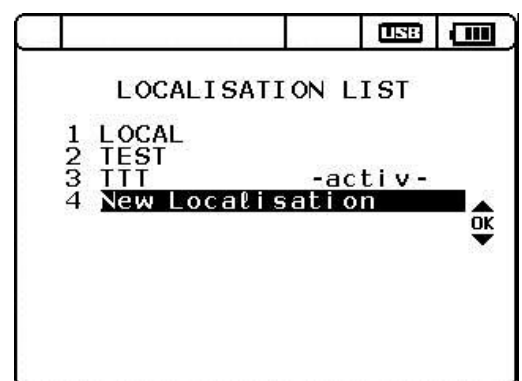 USB
LOCALISATION LIST
1 LOCAL
2 TEST
3 TTT -activ-
4 New Localisation
OK